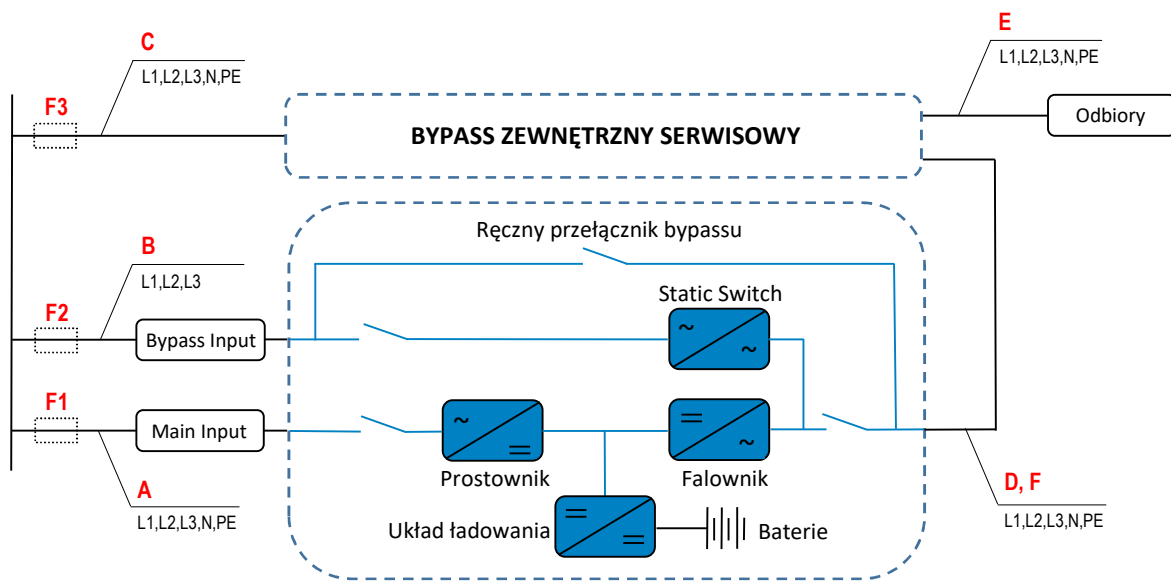 C
L1,L2,L3,N,PE
E
L1,L2,L3,N,PE
F3
BYPASS ZEWNĘTRZNY SERWISOWY
Odbiory
Ręczny przełącznik bypassu
B
L1,L2,L3
Static Switch
F2
Bypass Input
~
~
F1
Main Input
~
=
=
~
Prostownik
Falownik
A
L1,L2,L3,N,PE
D, F
L1,L2,L3,N,PE
Układ ładowania
=
=
Baterie